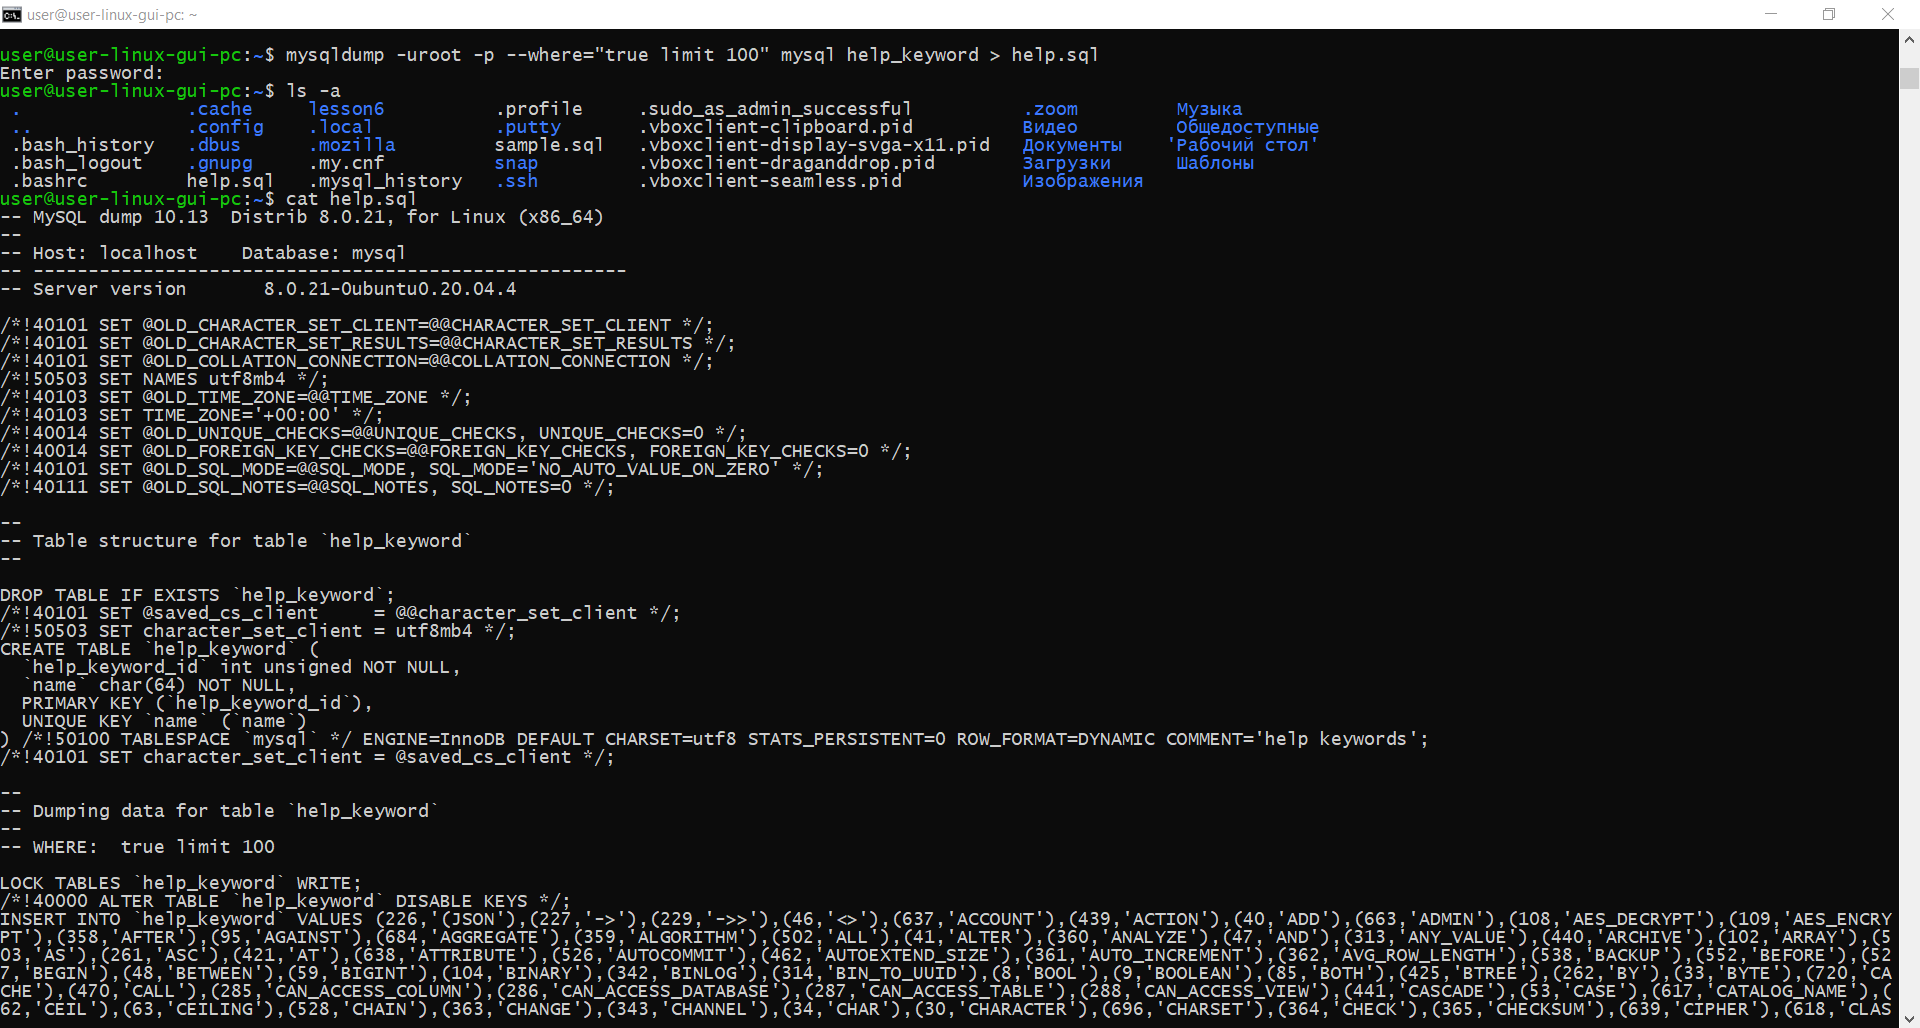 user@user-linux-gui-pc: ~
user@user-linux-gui-pc:~$ mysqldump -uroot -p --where="true limit 100" mysql help_keyword > help.sql
Enter password:
user@user-linux-gui-pc:~$ ls -a
.                .cache      lesson6         .profile    .sudo_as_admin_successful         .zoom          Музыка
..               .config     .local          .putty      .vboxclient-clipboard.pid         Видео          Общедоступные
.bash_history    .dbus       .mozilla        sample.sql  .vboxclient-display-svga-x11.pid  Документы     'Рабочий стол'
.bash_logout     .gnupg      .my.cnf         snap        .vboxclient-draganddrop.pid       Загрузки       Шаблоны
.bashrc          help.sql    .mysql_history  .ssh        .vboxclient-seamless.pid          Изображения
user@user-linux-gui-pc:~$ cat help.sql
-- MySQL dump 10.13  Distrib 8.0.21, for Linux (x86_64)
--
-- Host: localhost    Database: mysql
-- ------------------------------------------------------
-- Server version       8.0.21-0ubuntu0.20.04.4
/*!40101 SET @OLD_CHARACTER_SET_CLIENT=@@CHARACTER_SET_CLIENT */;
/*!40101 SET @OLD_CHARACTER_SET_RESULTS=@@CHARACTER_SET_RESULTS */;
/*!40101 SET @OLD_COLLATION_CONNECTION=@@COLLATION_CONNECTION */;
/*!50503 SET NAMES utf8mb4 */;
/*!40103 SET @OLD_TIME_ZONE=@@TIME_ZONE */;
/*!40103 SET TIME_ZONE='+00:00' */;
/*!40014 SET @OLD_UNIQUE_CHECKS=@@UNIQUE_CHECKS, UNIQUE_CHECKS=0 */;
/*!40014 SET @OLD_FOREIGN_KEY_CHECKS=@@FOREIGN_KEY_CHECKS, FOREIGN_KEY_CHECKS=0 */;
/*!40101 SET @OLD_SQL_MODE=@@SQL_MODE, SQL_MODE='NO_AUTO_VALUE_ON_ZERO' */;
/*!40111 SET @OLD_SQL_NOTES=@@SQL_NOTES, SQL_NOTES=0 */;
--
-- Table structure for table `help_keyword`
--
DROP TABLE IF EXISTS `help_keyword`;
/*!40101 SET @saved_cs_client     = @@character_set_client */;
/*!50503 SET character_set_client = utf8mb4 */;
CREATE TABLE `help_keyword` (
  `help_keyword_id` int unsigned NOT NULL,
  `name` char(64) NOT NULL,
  PRIMARY KEY (`help_keyword_id`),
  UNIQUE KEY `name` (`name`)
) /*!50100 TABLESPACE `mysql` */ ENGINE=InnoDB DEFAULT CHARSET=utf8 STATS_PERSISTENT=0 ROW_FORMAT=DYNAMIC COMMENT='help keywords';
/*!40101 SET character_set_client = @saved_cs_client */;
--
-- Dumping data for table `help_keyword`
--
-- WHERE:  true limit 100
LOCK TABLES `help_keyword` WRITE;
/*!40000 ALTER TABLE `help_keyword` DISABLE KEYS */;
INSERT INTO `help_keyword` VALUES (226,'(JSON'),(227,'->'),(229,'->>'),(46,'<>'),(637,'ACCOUNT'),(439,'ACTION'),(40,'ADD'),(663,'ADMIN'),(108,'AES_DECRYPT'),(109,'AES_ENCRY
PT'),(358,'AFTER'),(95,'AGAINST'),(684,'AGGREGATE'),(359,'ALGORITHM'),(502,'ALL'),(41,'ALTER'),(360,'ANALYZE'),(47,'AND'),(313,'ANY_VALUE'),(440,'ARCHIVE'),(102,'ARRAY'),(5
03,'AS'),(261,'ASC'),(421,'AT'),(638,'ATTRIBUTE'),(526,'AUTOCOMMIT'),(462,'AUTOEXTEND_SIZE'),(361,'AUTO_INCREMENT'),(362,'AVG_ROW_LENGTH'),(538,'BACKUP'),(552,'BEFORE'),(52
7,'BEGIN'),(48,'BETWEEN'),(59,'BIGINT'),(104,'BINARY'),(342,'BINLOG'),(314,'BIN_TO_UUID'),(8,'BOOL'),(9,'BOOLEAN'),(85,'BOTH'),(425,'BTREE'),(262,'BY'),(33,'BYTE'),(720,'CA
CHE'),(470,'CALL'),(285,'CAN_ACCESS_COLUMN'),(286,'CAN_ACCESS_DATABASE'),(287,'CAN_ACCESS_TABLE'),(288,'CAN_ACCESS_VIEW'),(441,'CASCADE'),(53,'CASE'),(617,'CATALOG_NAME'),(
62,'CEIL'),(63,'CEILING'),(528,'CHAIN'),(363,'CHANGE'),(343,'CHANNEL'),(34,'CHAR'),(30,'CHARACTER'),(696,'CHARSET'),(364,'CHECK'),(365,'CHECKSUM'),(639,'CIPHER'),(618,'CLAS